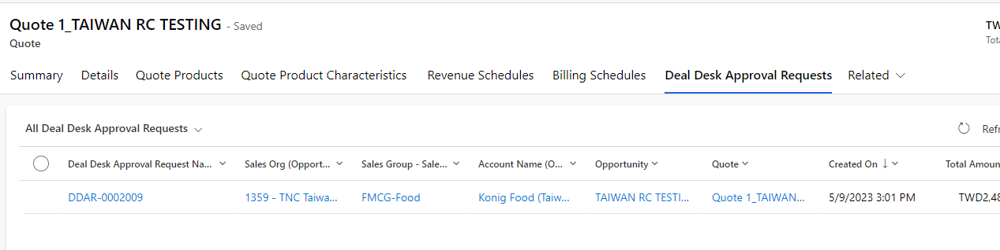 Quote 1_TAIWAN RC TESTING - Saved
Quote
Summary Details Quote Products Quote Product Characteristics Revenue Schedules Billing Schedules Deal Desk Approval Requests Related
All Deal Desk Approval Requests
Deal Desk Approval Request Na... Sales Org (Opport... Sales Group - Sale... Account Name (O... Opportunity Quote Created On ↓ Total Amoun
DDAR-0002009 1359 - TNC Taiwa... FMCG-Food Konig Food (Taiw... TAIWAN RC TESTI... Quote 1_TAIWAN... 5/9/2023 3:01 PM TWD2,48